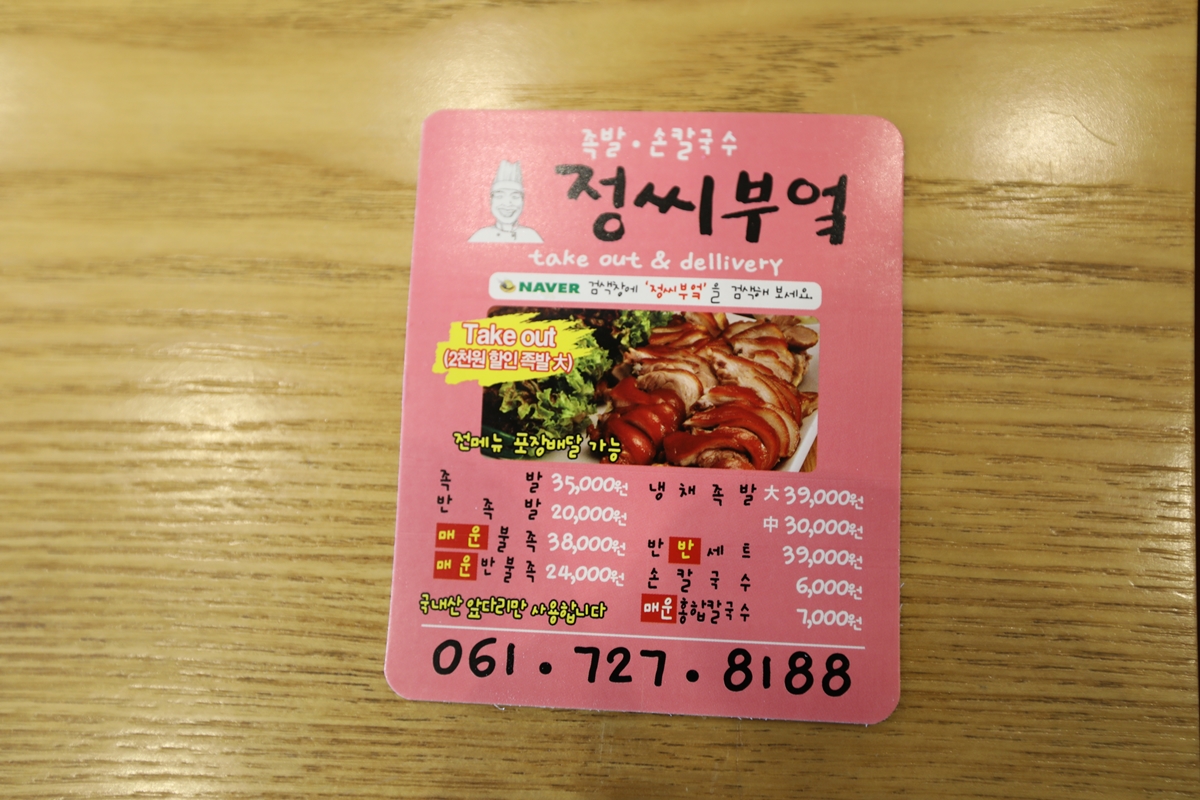 족발 • 손칼국수
정씨부엌
take out & dellivery
NAVER 검색창에 '정씨부엌'을 검색해 보세요.
Take out
(2천원 할인 족발 大)
전메뉴 포장배달 가능
족 발 35,000원
반 족 발 20,000원
매운 불족 38,000원
매운 반불족 24,000원
국내산 앞다리만 사용합니다
냉채족발 大 39,000원
中 30,000원
반반세트 39,000원
손칼국수 6,000원
매운 홍합칼국수 7,000원
061 • 727 • 8188